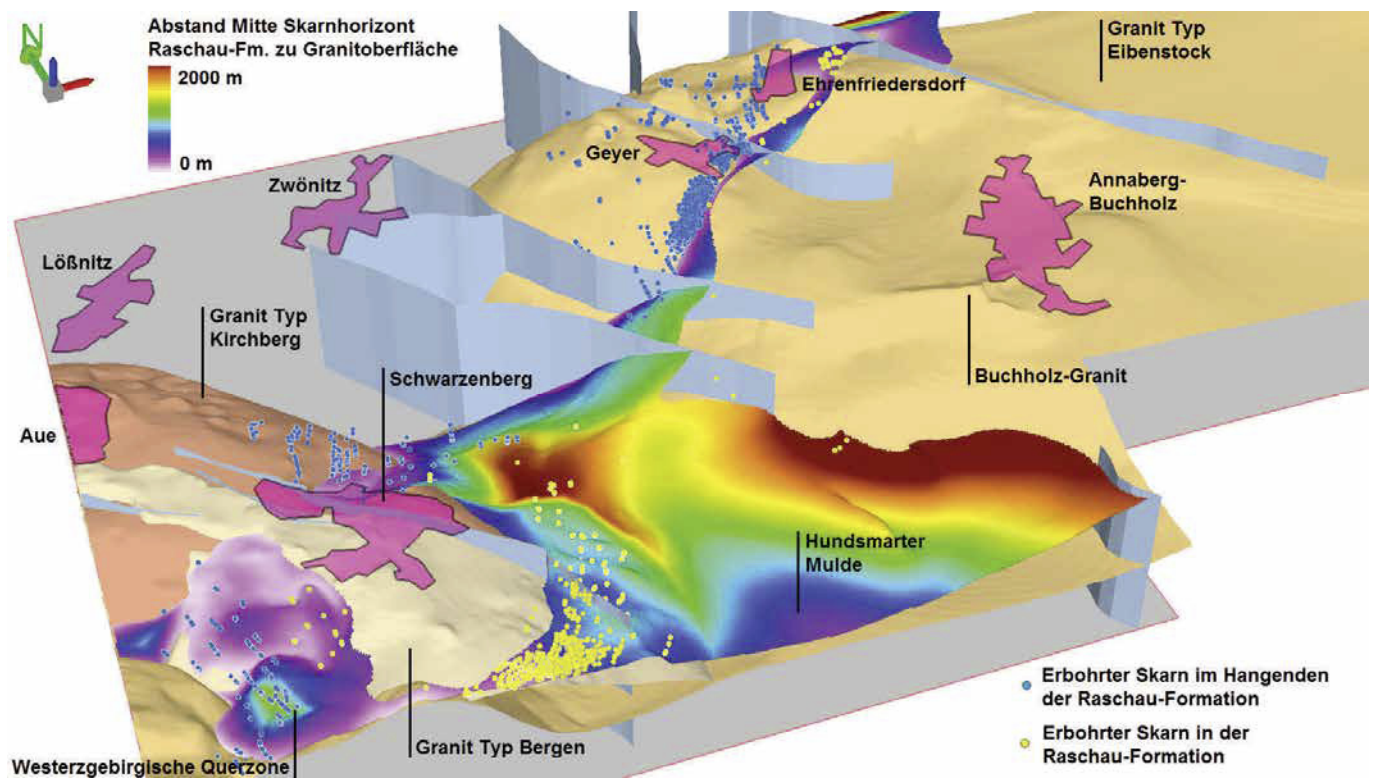 N
Abstand Mitte Skarnhorizont
Raschau-Fm. zu Granitoberfläche
2000 m
0 m
Granit Typ
Eibenstock
Ehrenfriedersdorf
Geyer
Zwönitz
Annaberg-
Buchholz
Lößnitz
Granit Typ
Kirchberg
Schwarzenberg
Buchholz-Granit
Aue
Hundsmarter
Mulde
Erbohrter Skarn im Hangenden
der Raschau-Formation
Erbohrter Skarn in der
Raschau-Formation
Granit Typ Bergen
Westerzgebirgische Querzone